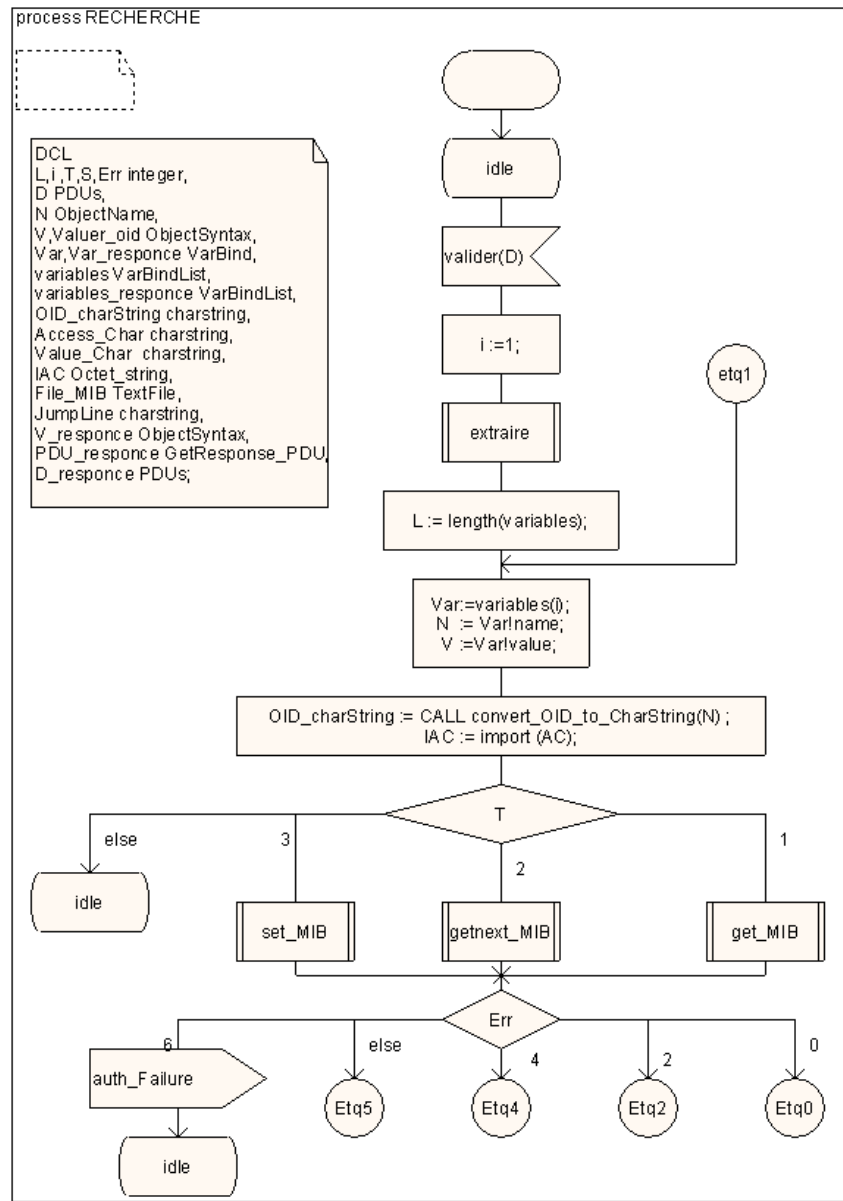 process RECHERCHE
DCL
L,i ,T,S,Err integer,
D PDUs,
N ObjectName,
V,Valuer_oid ObjectSyntax,
Var,Var_responce VarBind,
variables VarBindList,
variables_responce VarBindList,
OID_charString charstring,
Access_Char charstring,
Value_Char charstring,
IAC Octet_string,
File_MIB TextFile,
JumpLine charstring,
V_responce ObjectSyntax,
PDU_responce GetResponse_PDU,
D_responce PDUs;
idle
valider(D)
i :=1;
etq1
extraire
L := length(variables);
Var:=variables(i);
N := Var!name;
V :=Var!value;
OID_charString := CALL convert_OID_to_CharString(N) ;
IAC := import (AC);
T
else
3
2
1
idle
set_MIB
getnext_MIB
get_MIB
Err
6
else
4
2
0
auth_Failure
Etq5
Etq4
Etq2
Etq0
idle